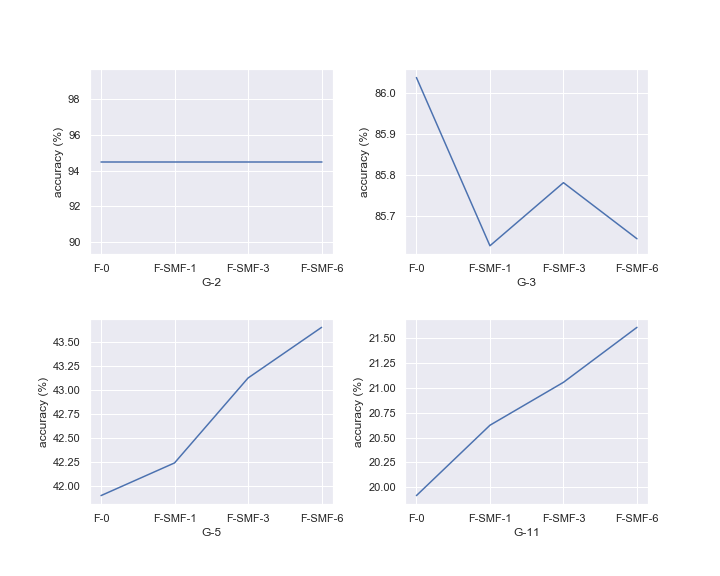 accuracy (%)
98
96
94
92
90
F-0 F-SMF-1 F-SMF-3 F-SMF-6
G-2
accuracy (%)
86.0
85.9
85.8
85.7
F-0 F-SMF-1 F-SMF-3 F-SMF-6
G-3
accuracy (%)
43.50
43.25
43.00
42.75
42.50
42.25
42.00
F-0 F-SMF-1 F-SMF-3 F-SMF-6
G-5
accuracy (%)
21.50
21.25
21.00
20.75
20.50
20.25
20.00
F-0 F-SMF-1 F-SMF-3 F-SMF-6
G-11